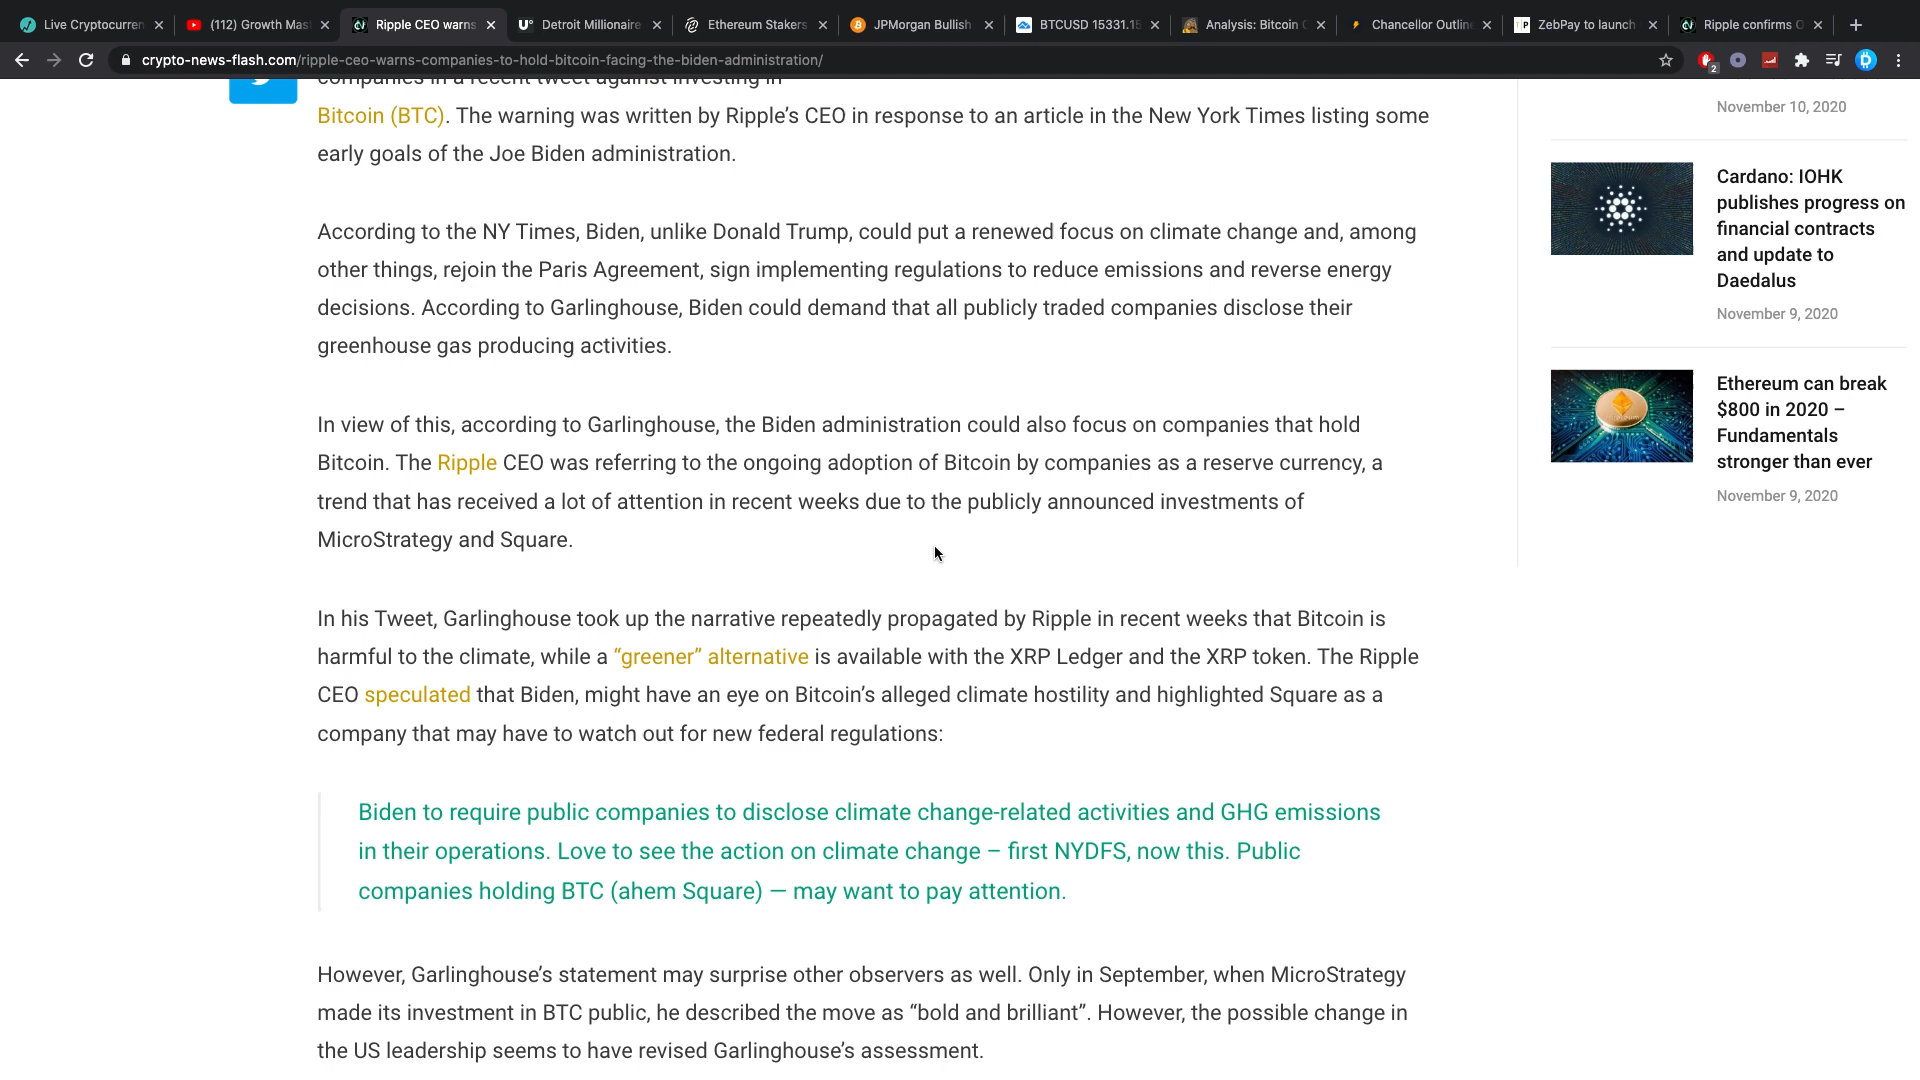 Live Cryptocurren
(112) Growth Mas
Ripple CEO warns
Detroit Millionaire
Ethereum Stakers
JPMorgan Bullish
BTCUSD 15331.15
Analysis: Bitcoin
Chancellor Outline
ZebPay to launch
Ripple confirms
crypto-news-flash.com/ripple-ceo-warns-companies-to-hold-bitcoin-facing-the-biden-administration/
2
companies in a recent tweet against investing in
Bitcoin (BTC). The warning was written by Ripple’s CEO in response to an article in the New York Times listing some
early goals of the Joe Biden administration.
According to the NY Times, Biden, unlike Donald Trump, could put a renewed focus on climate change and, among
other things, rejoin the Paris Agreement, sign implementing regulations to reduce emissions and reverse energy
decisions. According to Garlinghouse, Biden could demand that all publicly traded companies disclose their
greenhouse gas producing activities.
In view of this, according to Garlinghouse, the Biden administration could also focus on companies that hold
Bitcoin. The Ripple CEO was referring to the ongoing adoption of Bitcoin by companies as a reserve currency, a
trend that has received a lot of attention in recent weeks due to the publicly announced investments of
MicroStrategy and Square.
In his Tweet, Garlinghouse took up the narrative repeatedly propagated by Ripple in recent weeks that Bitcoin is
harmful to the climate, while a “greener” alternative is available with the XRP Ledger and the XRP token. The Ripple
CEO speculated that Biden, might have an eye on Bitcoin’s alleged climate hostility and highlighted Square as a
company that may have to watch out for new federal regulations:
Biden to require public companies to disclose climate change-related activities and GHG emissions
in their operations. Love to see the action on climate change – first NYDFS, now this. Public
companies holding BTC (ahem Square) — may want to pay attention.
However, Garlinghouse’s statement may surprise other observers as well. Only in September, when MicroStrategy
made its investment in BTC public, he described the move as “bold and brilliant”. However, the possible change in
the US leadership seems to have revised Garlinghouse’s assessment.
November 10, 2020
Cardano: IOHK
publishes progress on
financial contracts
and update to
Daedalus
November 9, 2020
Ethereum can break
$800 in 2020 –
Fundamentals
stronger than ever
November 9, 2020